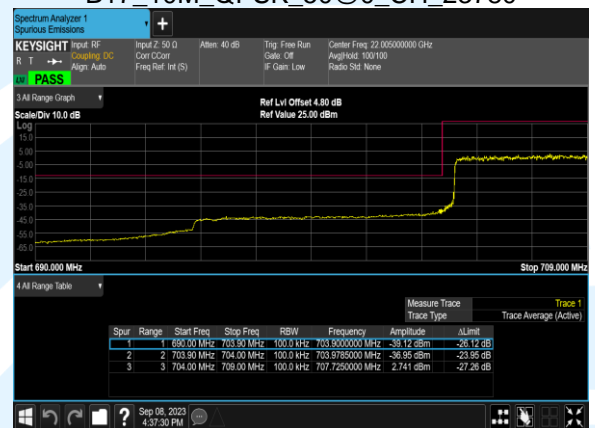 Spectrum Analyzer 1
Spurious Emissions
+
KEYSIGHT Input: RF Input Z: 50 Ω Atten: 40 dB Trig: Free Run Center Freq: 22.005000000 GHz
R T Coupling: DC Corr CCorr Gate: Off Avg|Hold: 100/100
Align: Auto Freq Ref: Int (S) IF Gain: Low Radio Std: None
LXI PASS
3 All Range Graph
Ref Lvl Offset 4.80 dB
Scale/Div 10.0 dB Ref Value 25.00 dBm
Log
15.0
5.00
-5.00
-15.0
-25.0
-35.0
-45.0
-55.0
-65.0
Start 690.000 MHz Stop 709.000 MHz
4 All Range Table
Measure Trace Trace 1
Trace Type Trace Average (Active)
Spur Range Start Freq Stop Freq RBW Frequency Amplitude ΔLimit
1 1 690.00 MHz 703.90 MHz 100.0 kHz 703.9000000 MHz -39.12 dBm -26.12 dB
2 2 703.90 MHz 704.00 MHz 100.0 kHz 703.9785000 MHz -36.95 dBm -23.95 dB
3 3 704.00 MHz 709.00 MHz 100.0 kHz 707.7250000 MHz 2.741 dBm -27.26 dB
? Sep 08, 2023
4:37:30 PM